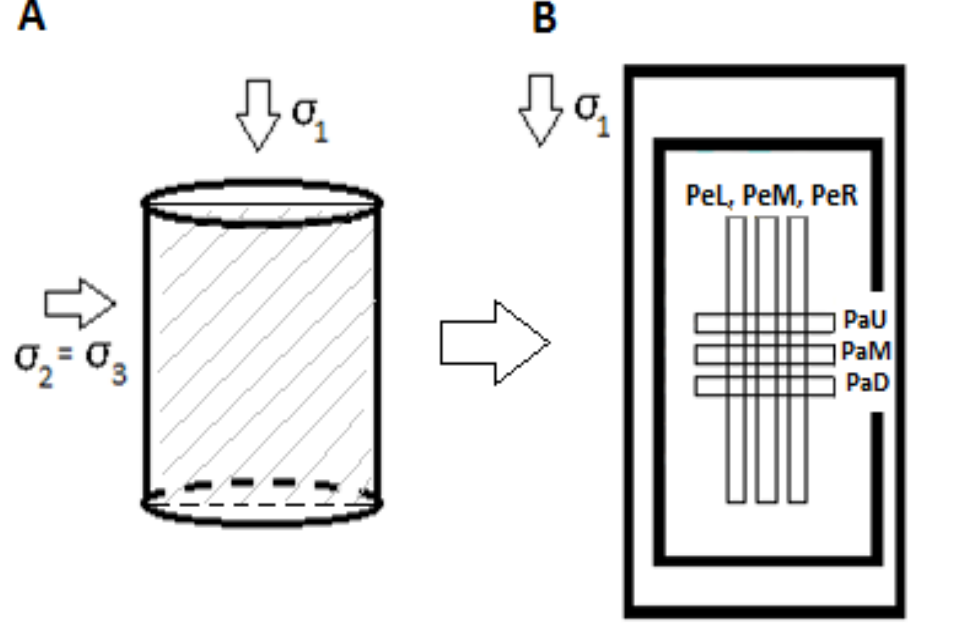 A
B
σ1
σ1
PeL, PeM, PeR
σ2 = σ3
PaU
PaM
PaD